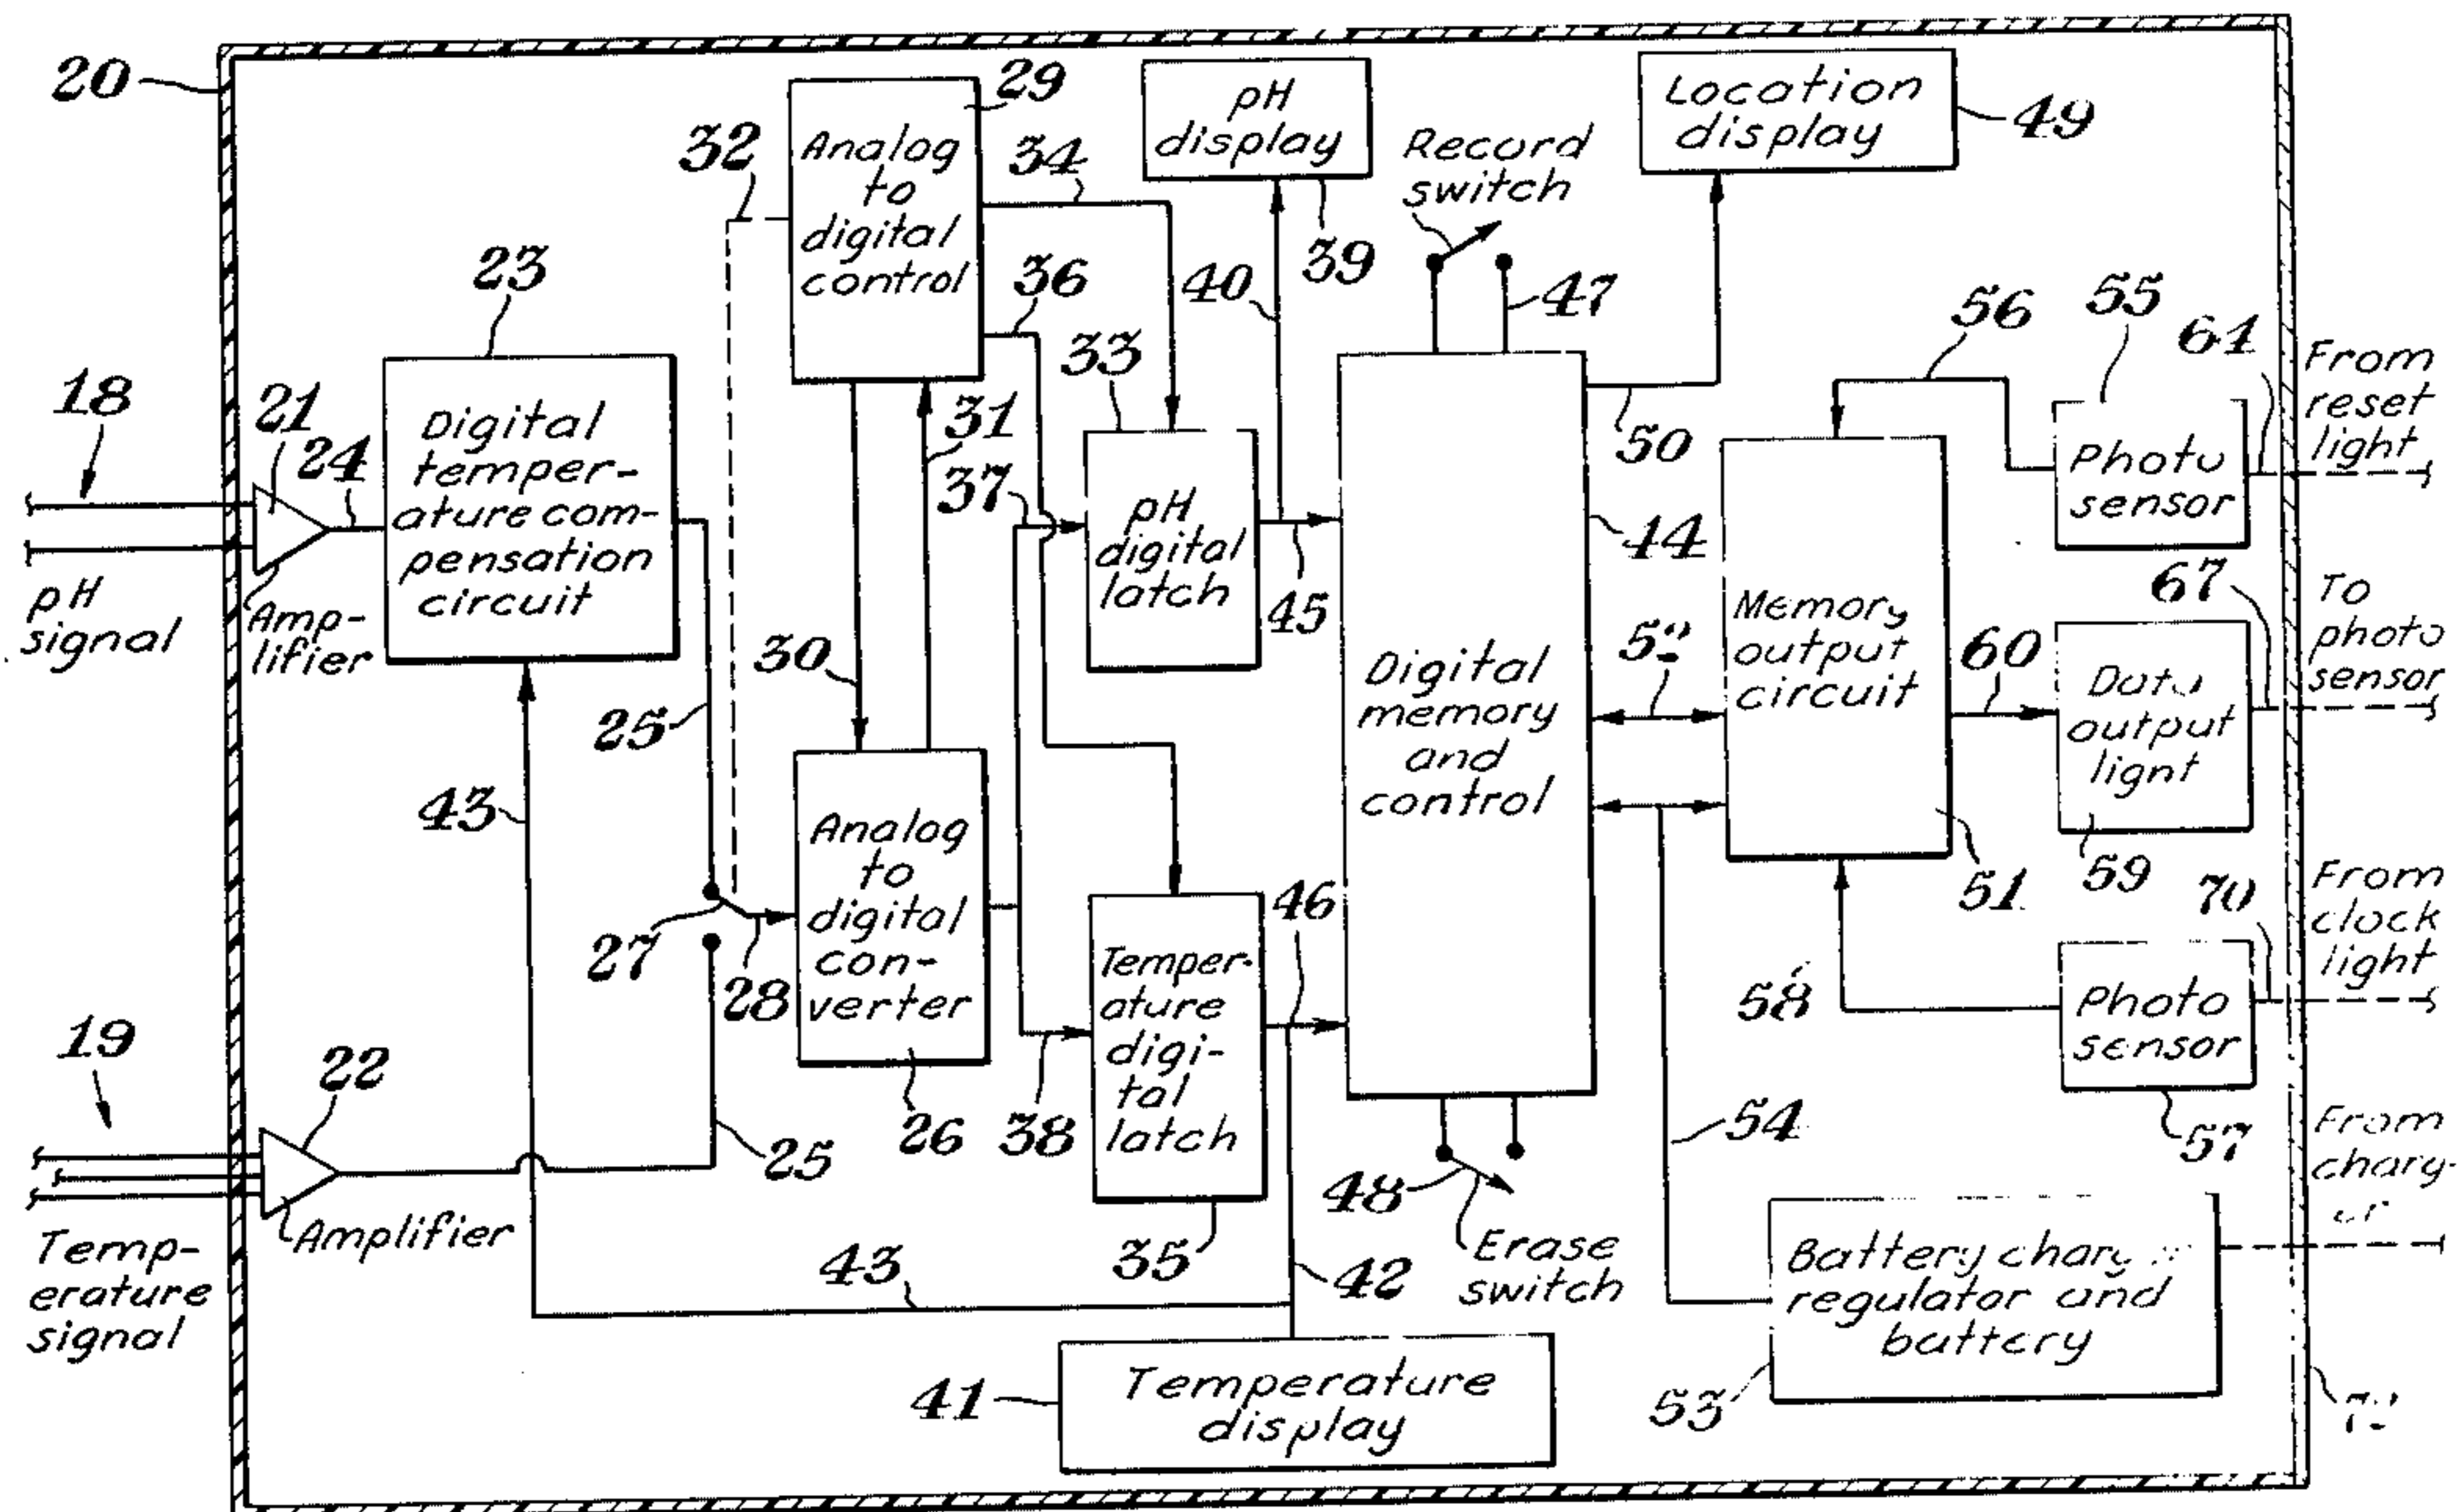 20
18
pH
signal
21
24
Amp-
lifier
23
Digital
temper-
ature com-
pensation
circuit
25
43
19
Temp-
erature
signal
22
Amplifier
25
43
27
28
32
29
Analog
to
digital
control
30
31
34
36
37
Analog
to
digital
con-
verter
26
38
33
pH
digital
latch
pH
display
39
40
45
Temper-
ature
digi-
tal
latch
35
46
42
41
Temperature
display
Record
switch
47
Digital
memory
and
control
44
48
Erase
switch
Location
display
49
50
52
54
Memory
output
circuit
51
56
55
Photo
sensor
61
From
reset
light
60
Data
output
light
59
67
To
photo
sensor
58
Photo
sensor
57
70
From
clock
light
From
Battery
regulator and
battery
53